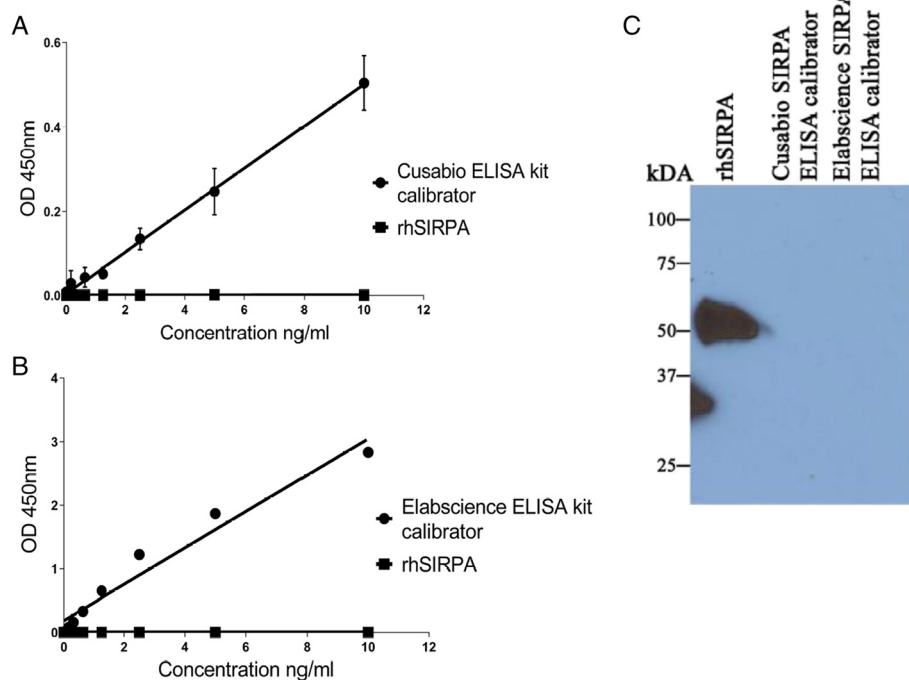 A
0.6
0.4
0.2
0.0
0
2
4
6
8
10
12
OD 450nm
Concentration ng/ml
Cusabio ELISA kit
calibrator
rhSIRPA
B
4
3
2
1
0
0
2
4
6
8
10
12
OD 450nm
Concentration ng/ml
Elabscience ELISA kit
calibrator
rhSIRPA
C
kDA
rhSIRPA
Cusabio SIRPA
ELISA calibrator
Elabscience SIRPA
ELISA calibrator
100
75
50
37
25